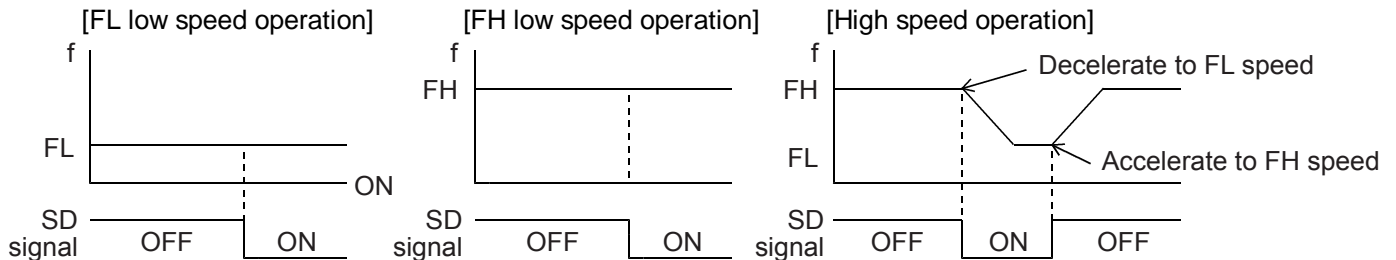 [FL low speed operation]
f
FL
ON
SD
signal
OFF
ON
[FH low speed operation]
f
FH
SD
signal
OFF
ON
[High speed operation]
f
FH
Decelerate to FL speed
FL
Accelerate to FH speed
SD
signal
OFF
ON
OFF